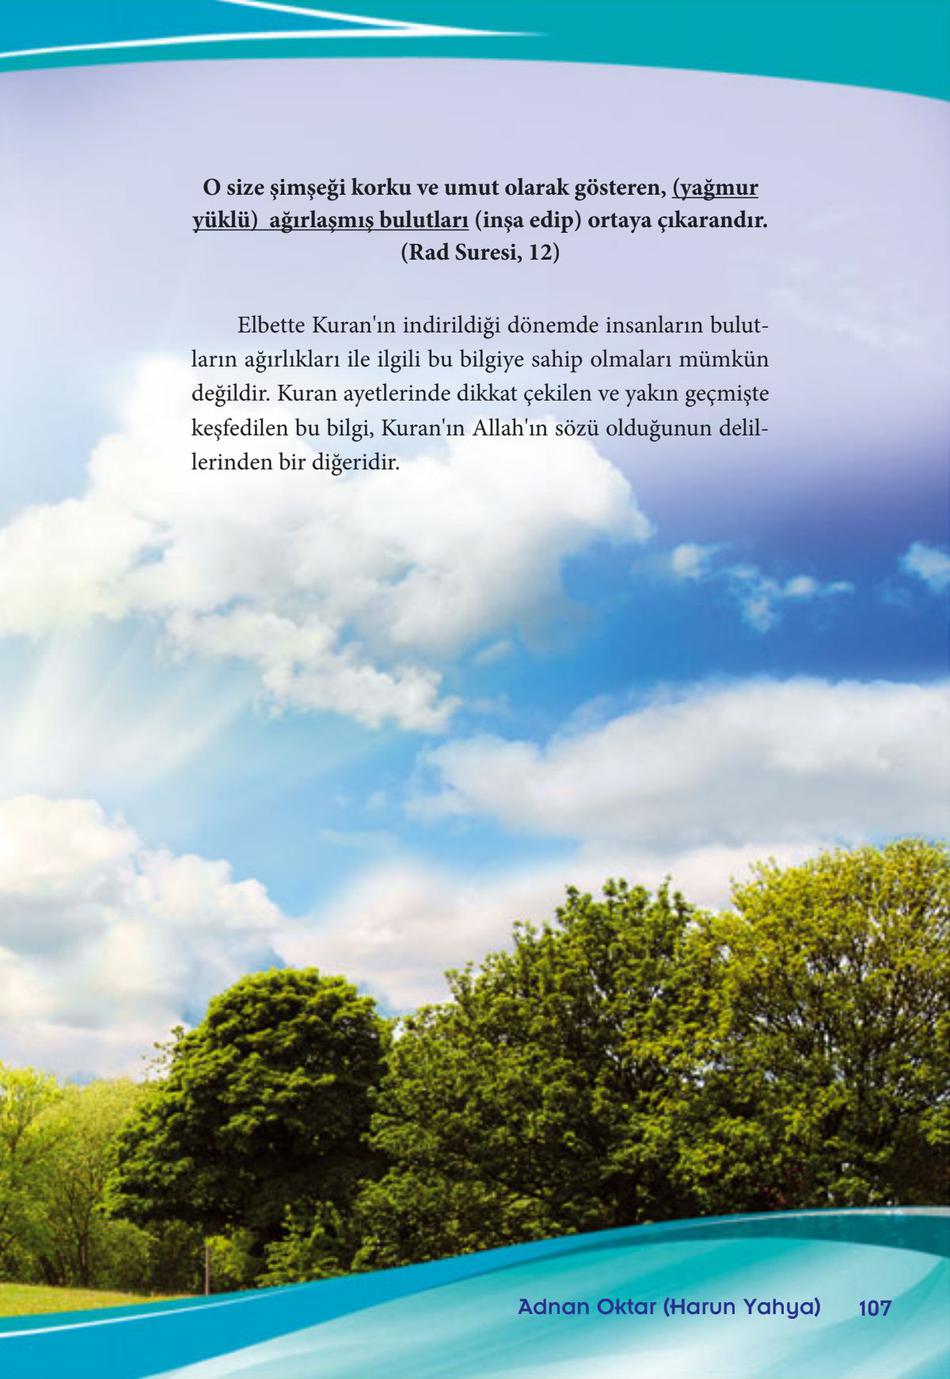 O size şimşeği korku ve umut olarak gösteren, (yağmur
yüklü)  ağırlaşmış bulutları (inşa edip) ortaya çıkarandır.
(Rad Suresi, 12)
Elbette Kuran'ın indirildiği dönemde insanların bulut-
ların ağırlıkları ile ilgili bu bilgiye sahip olmaları mümkün
değildir. Kuran ayetlerinde dikkat çekilen ve yakın geçmişte
keşfedilen bu bilgi, Kuran'ın Allah'ın sözü olduğunun delil-
lerinden bir diğeridir.
Adnan Oktar (Harun Yahya) 107